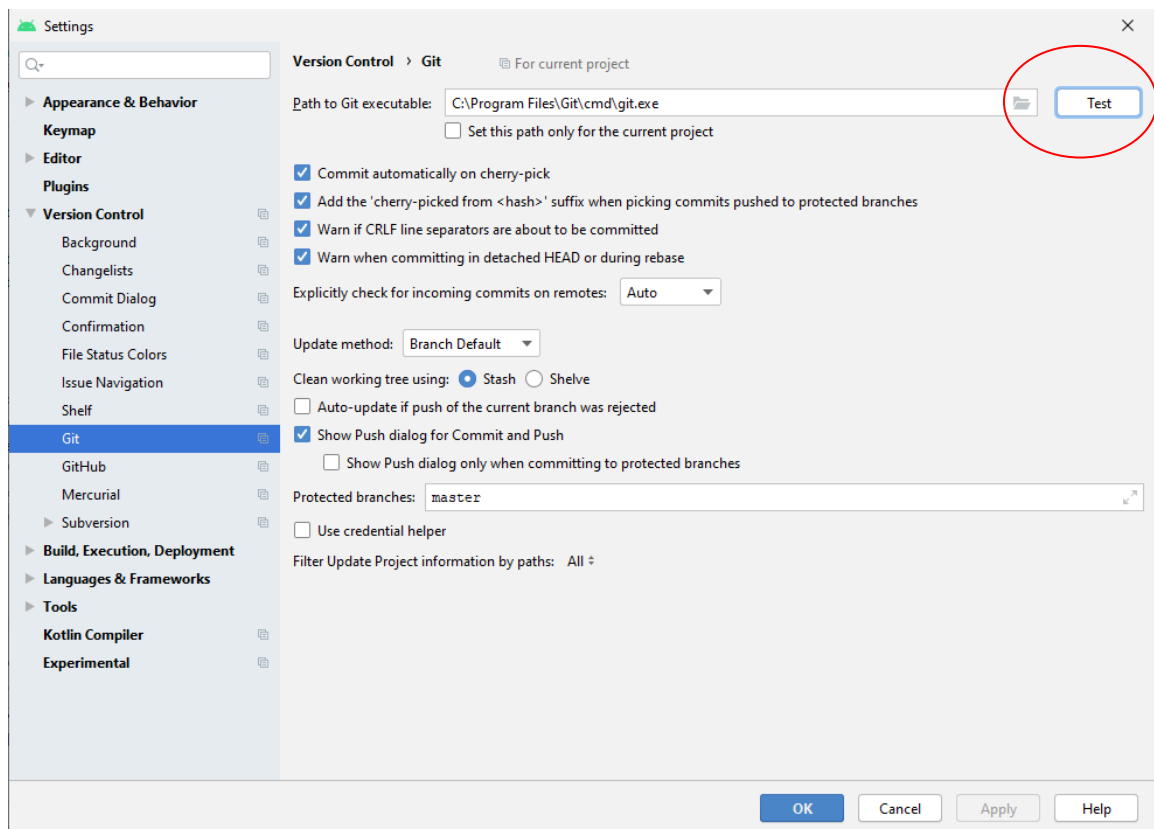 Settings
Version Control › Git
For current project
Appearance & Behavior
Keymap
Editor
Plugins
Version Control
Background
Changelists
Commit Dialog
Confirmation
File Status Colors
Issue Navigation
Shelf
Git
GitHub
Mercurial
Subversion
Build, Execution, Deployment
Languages & Frameworks
Tools
Kotlin Compiler
Experimental
Path to Git executable: C:\Program Files\Git\cmd\git.exe Test
Set this path only for the current project
Commit automatically on cherry-pick
Add the 'cherry-picked from <hash>' suffix when picking commits pushed to protected branches
Warn if CRLF line separators are about to be committed
Warn when committing in detached HEAD or during rebase
Explicitly check for incoming commits on remotes: Auto
Update method: Branch Default
Clean working tree using: Stash Shelve
Auto-update if push of the current branch was rejected
Show Push dialog for Commit and Push
Show Push dialog only when committing to protected branches
Protected branches: master
Use credential helper
Filter Update Project information by paths: All
OK Cancel Apply Help